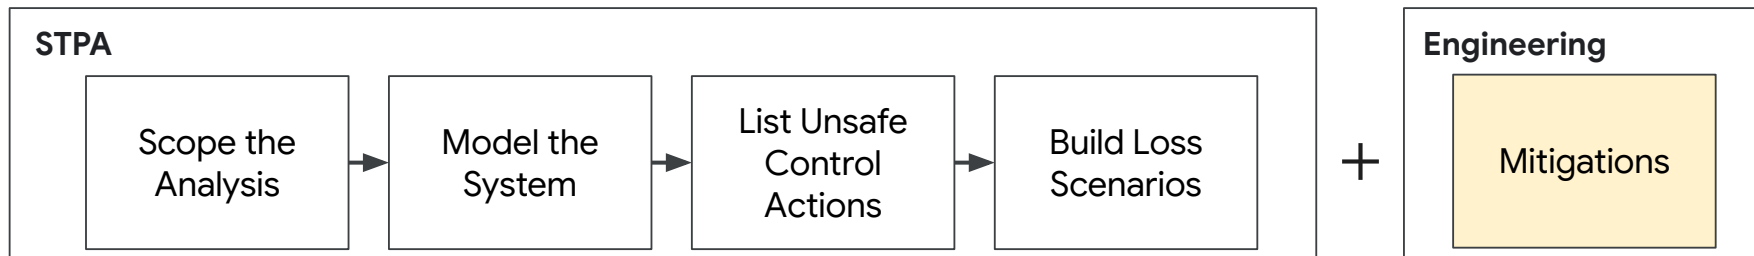 STPA
Scope the
Analysis
Model the
System
List Unsafe
Control
Actions
Build Loss
Scenarios
+
Engineering
Mitigations